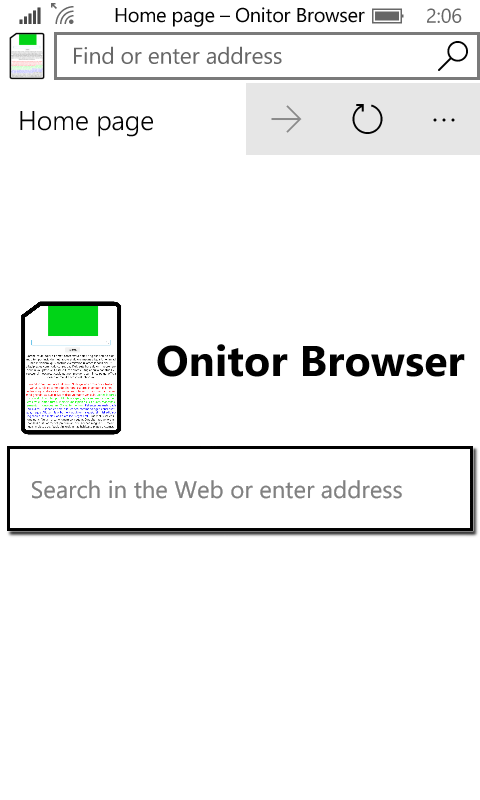 Home page – Onitor Browser
2:06
Find or enter address
Home page
Onitor Browser
Search in the Web or enter address